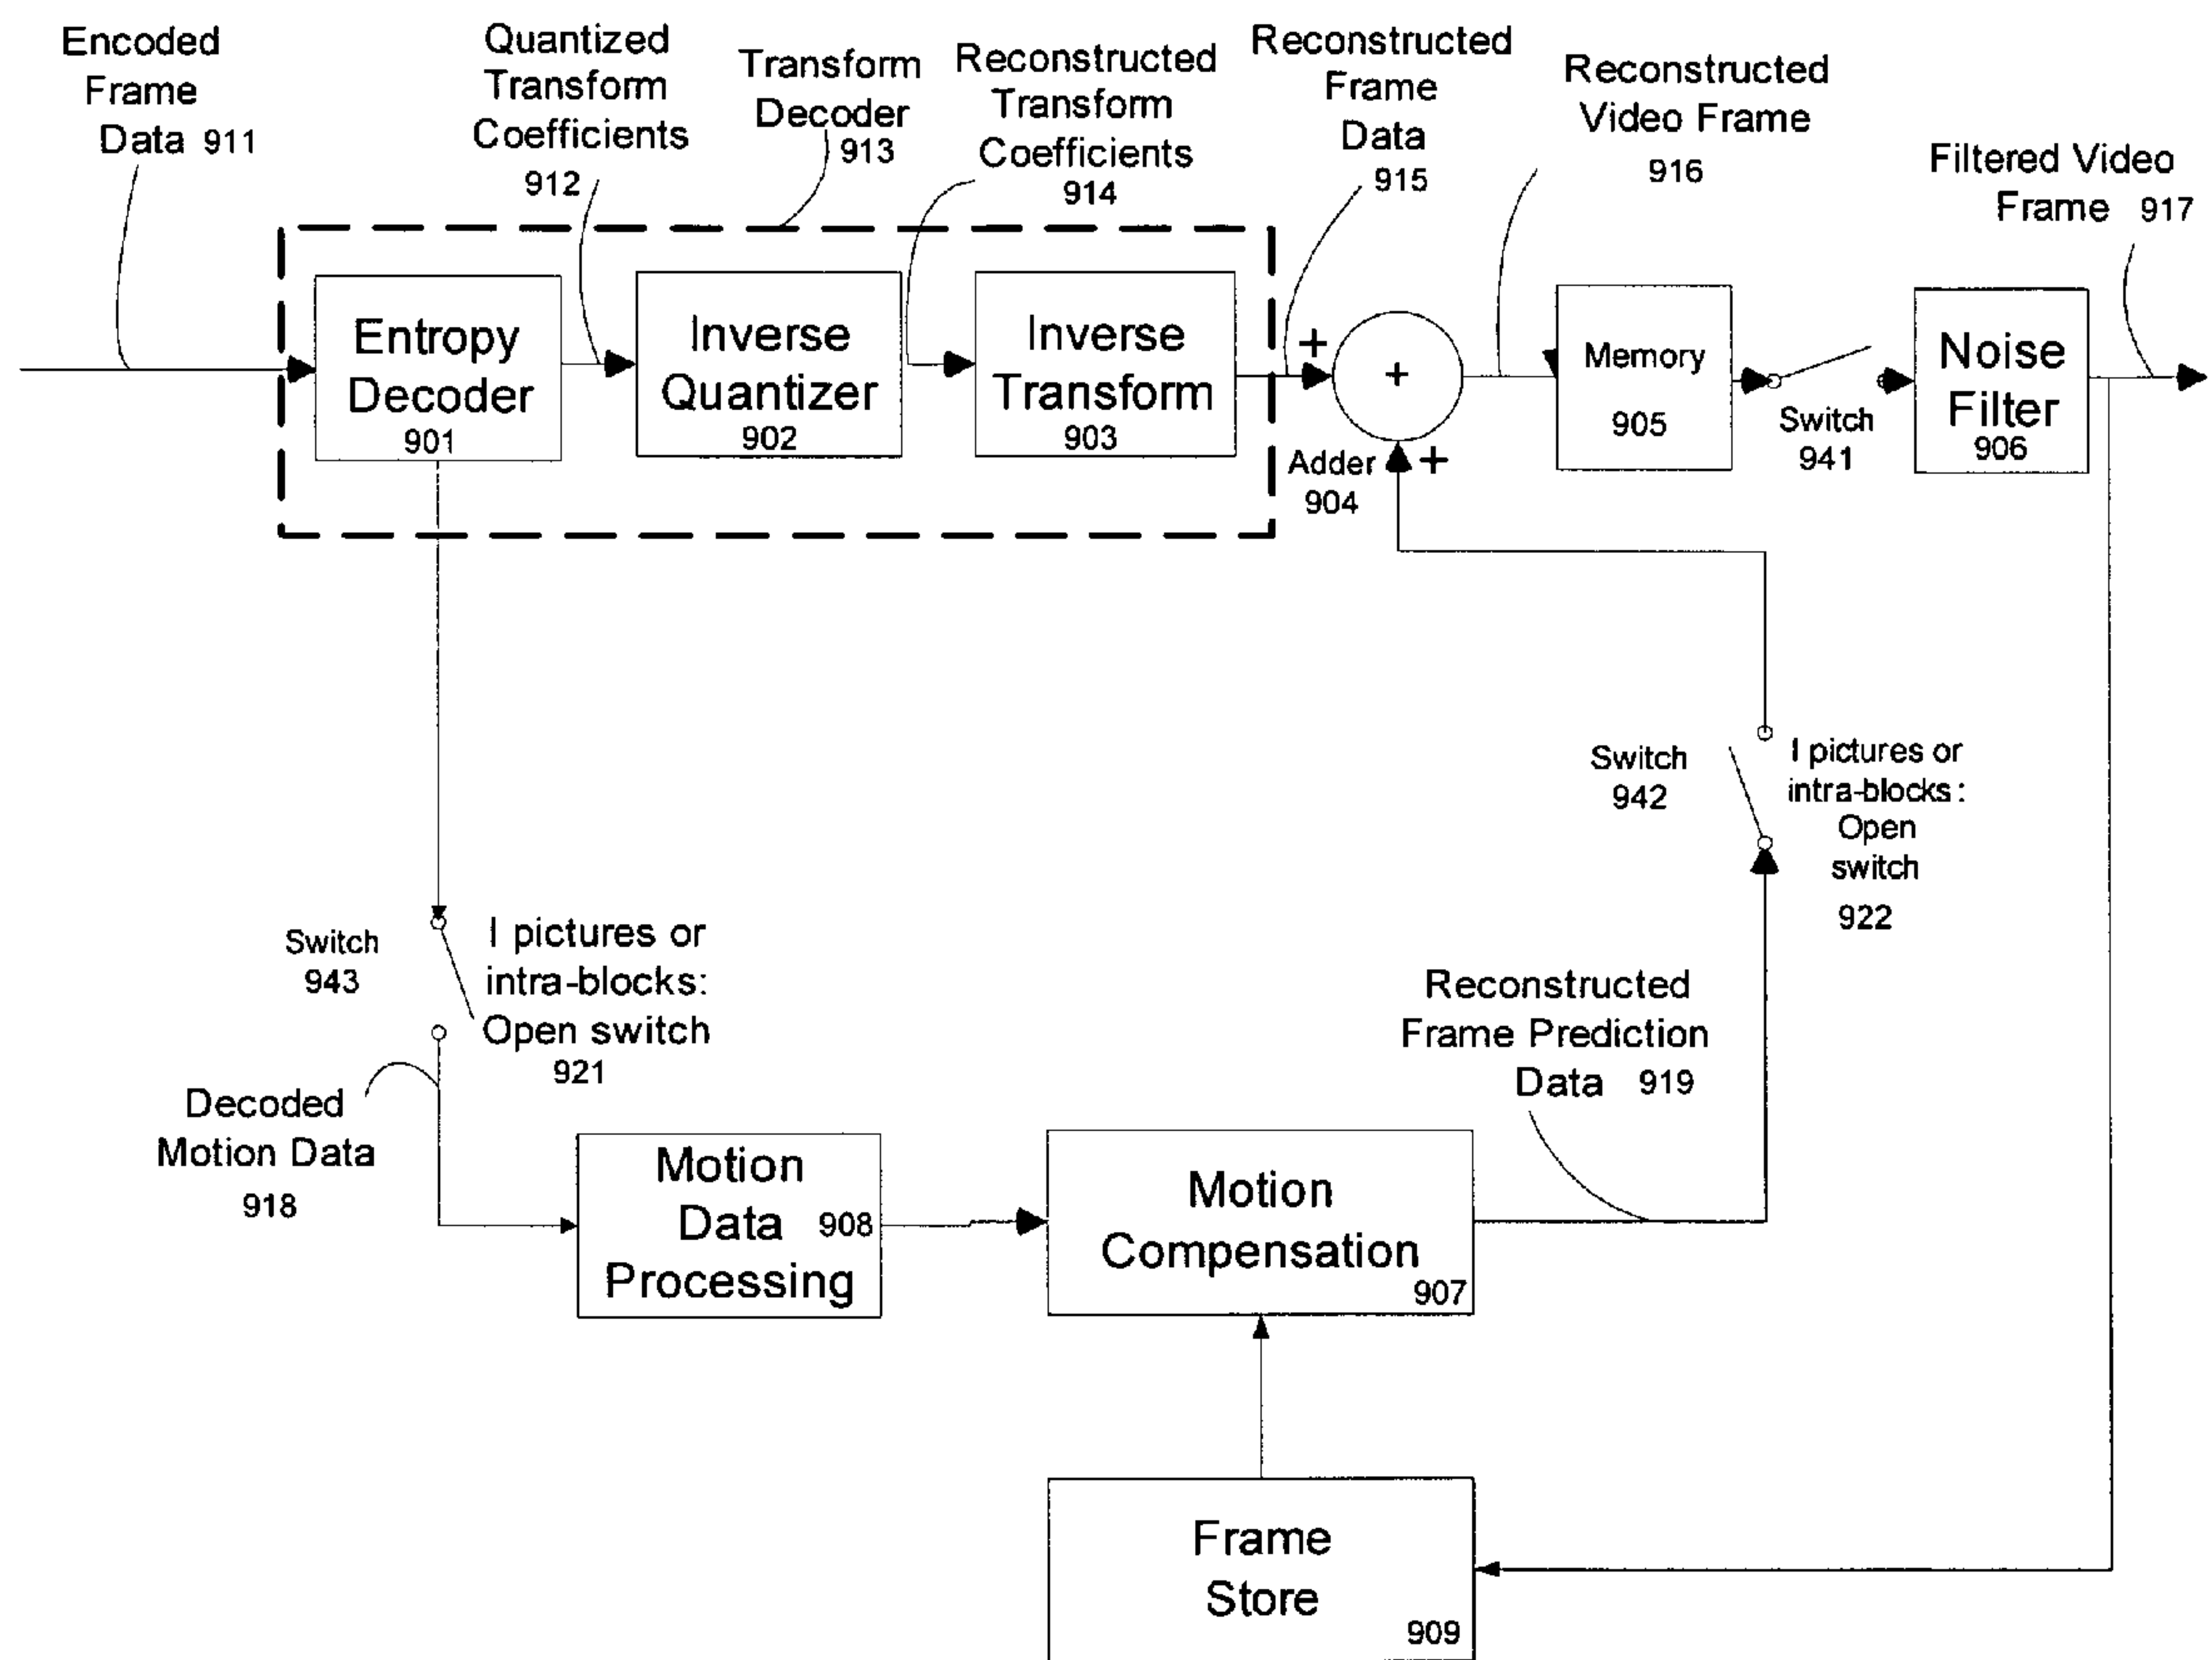 Encoded
Frame
Data 911
Quantized
Transform
Coefficients
912
Transform
Decoder
913
Reconstructed
Transform
Coefficients
914
Reconstructed
Frame
Data
915
Reconstructed
Video Frame
916
Filtered Video
Frame 917
Entropy
Decoder
901
Inverse
Quantizer
902
Inverse
Transform
903
+
+
+
Adder
904
Memory
905
Switch
941
Noise
Filter
906
Switch
942
I pictures or
intra-blocks:
Open
switch
922
Switch
943
I pictures or
intra-blocks:
Open switch
921
Decoded
Motion Data
918
Motion
Data 908
Processing
Motion
Compensation
907
Reconstructed
Frame Prediction
Data 919
Frame
Store
909